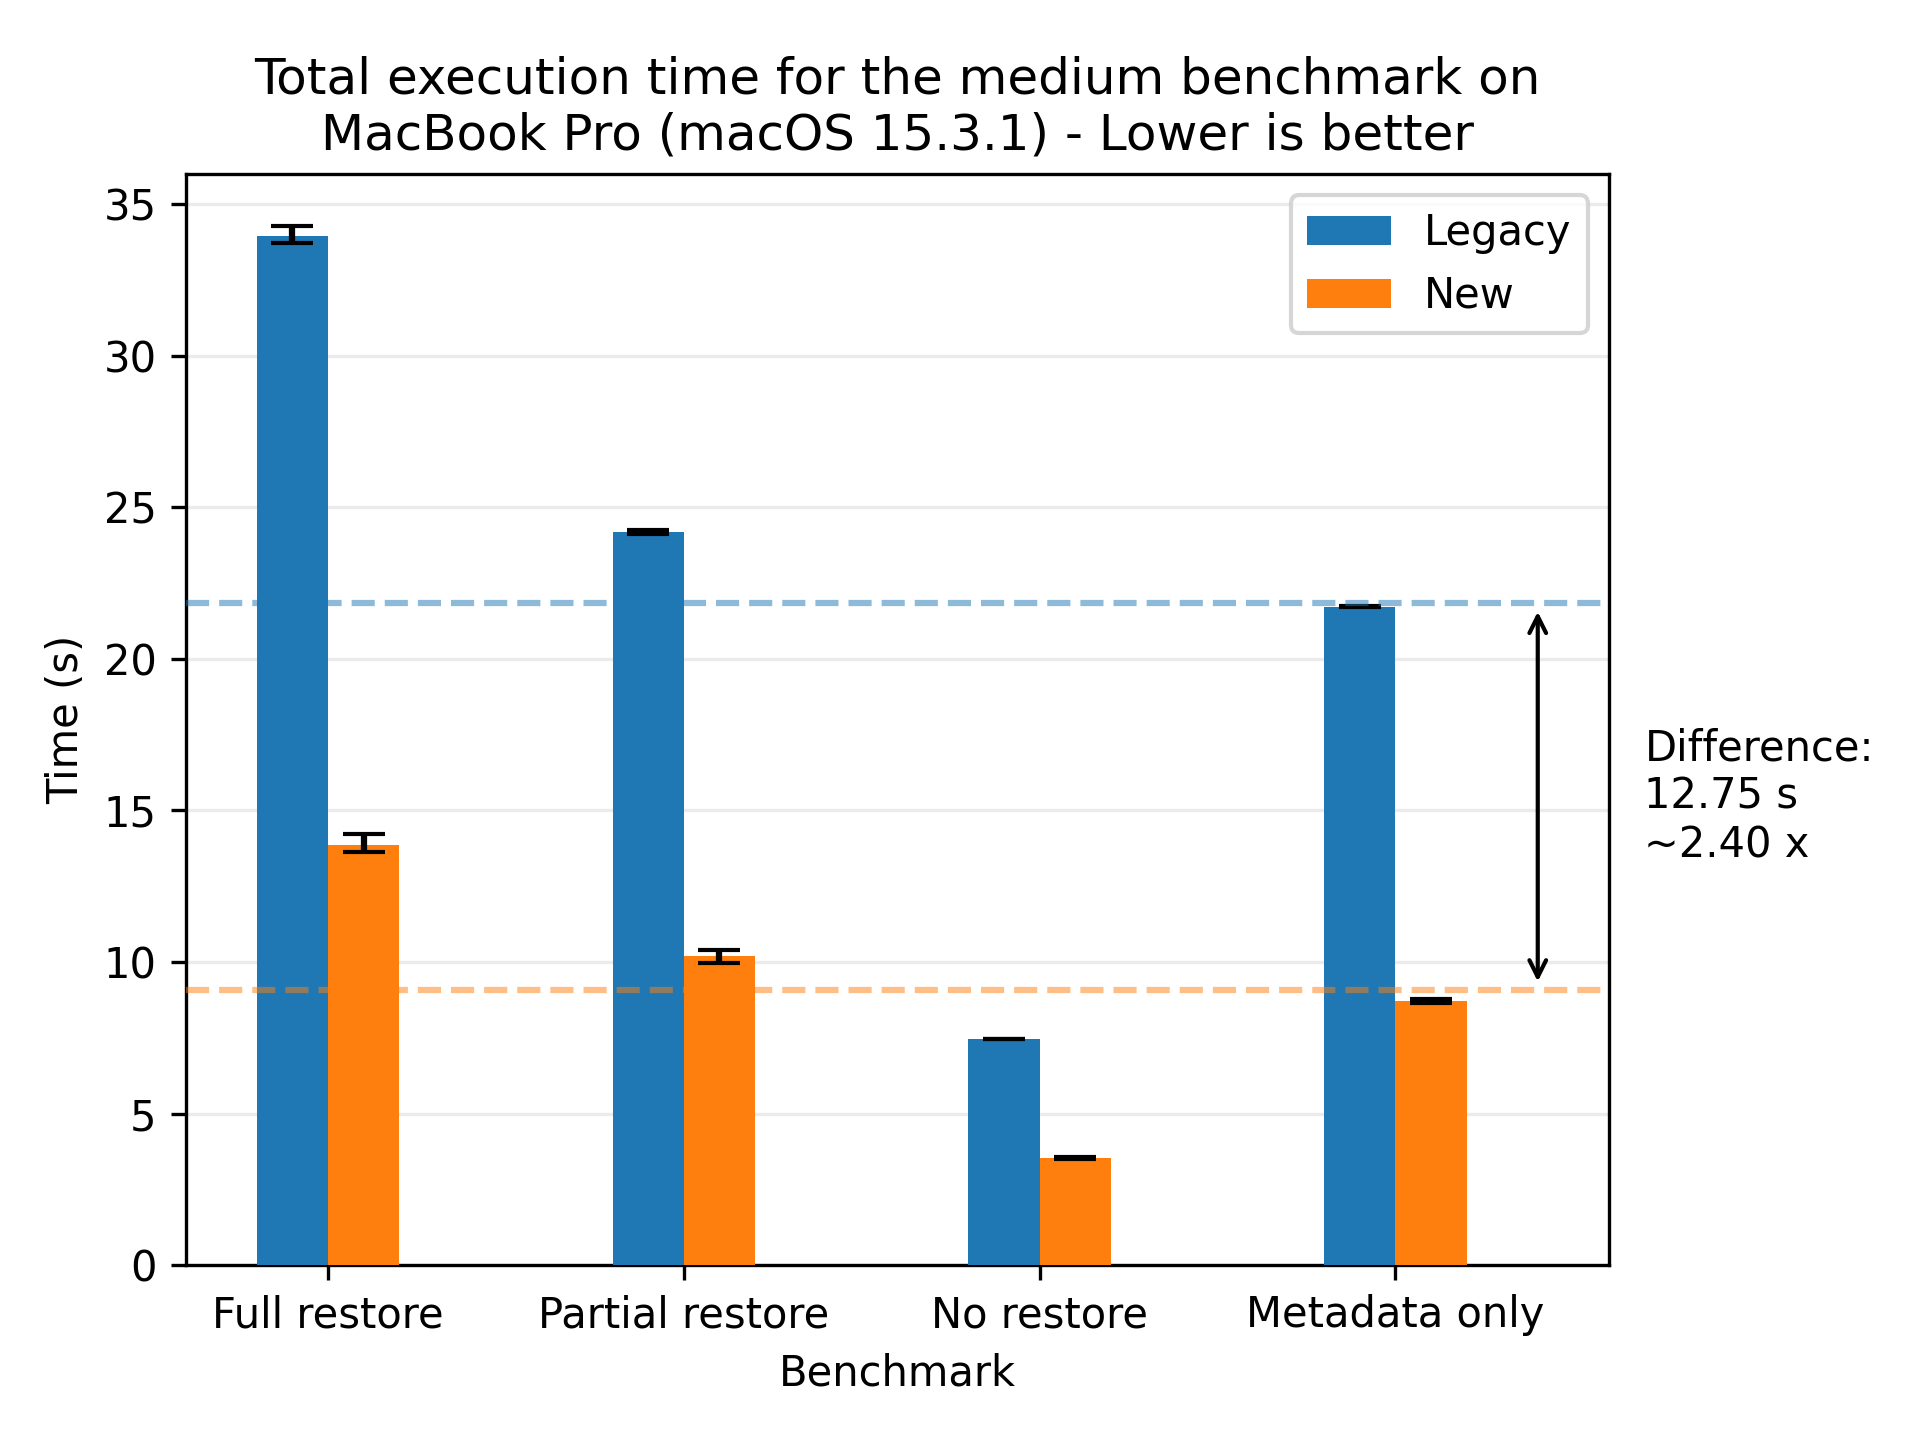 Total execution time for the medium benchmark on
MacBook Pro (macOS 15.3.1) - Lower is better
Legacy
New
35
30
25
20
15
10
5
0
Time (s)
Difference:
12.75 s
~2.40 x
Full restore
Partial restore
No restore
Metadata only
Benchmark